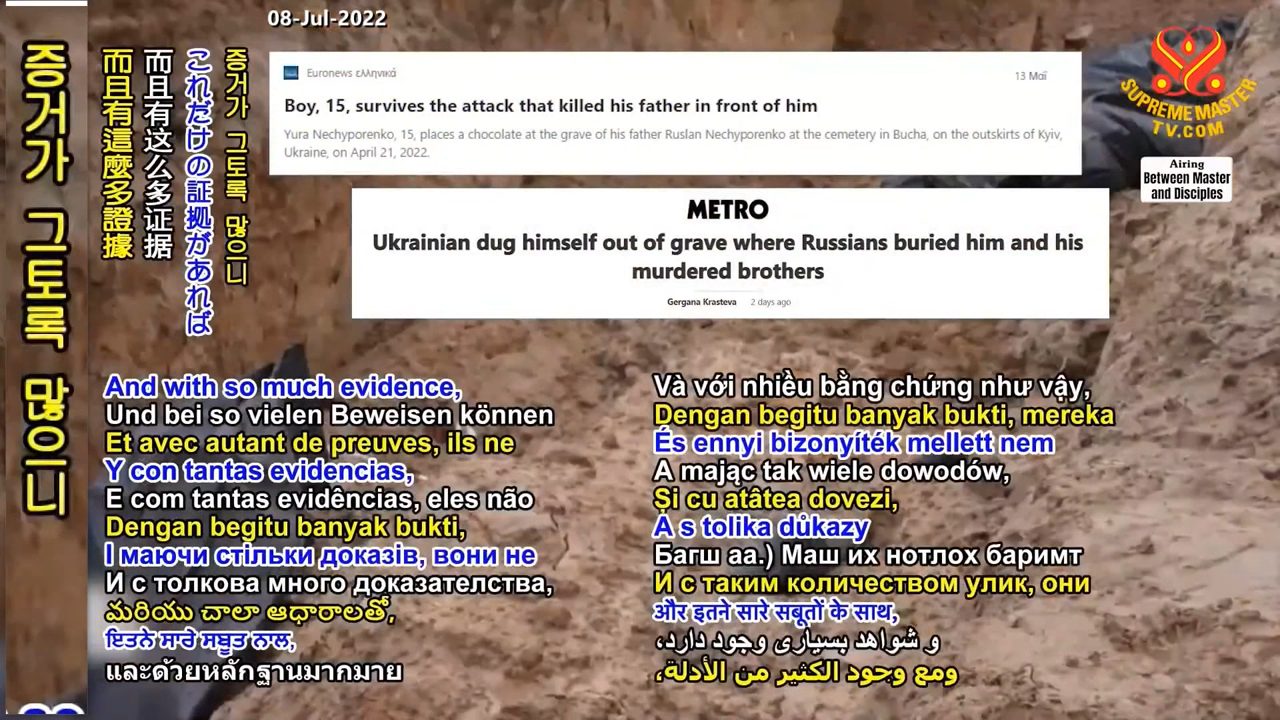 08-Jul-2022
증거가 그토록 많으니
而且有這麼多證據
而且有这么多证据
これだけの証拠があれば
증거가 그토록 많으니
Euronews ελληνικά
13 Μαΐ
Boy, 15, survives the attack that killed his father in front of him
Yura Nechyporenko, 15, places a chocolate at the grave of his father Ruslan Nechyporenko at the cemetery in Bucha, on the outskirts of Kyiv,
Ukraine, on April 21, 2022.
SUPREME MASTER
TV.COM
Airing
Between Master
and Disciples
METRO
Ukrainian dug himself out of grave where Russians buried him and his
murdered brothers
Gergana Krasteva 2 days ago
And with so much evidence,
Und bei so vielen Beweisen können
Et avec autant de preuves, ils ne
Y con tantas evidencias,
E com tantas evidências, eles não
Dengan begitu banyak bukti,
І маючи стільки доказів, вони не
И с толкова много доказателства,
మరియు చాలా ఆధారాలతో,
ਇਤਨੇ ਸਾਰੇ ਸਬੂਤ ਨਾਲ,
และด้วยหลักฐานมากมาย
Và với nhiều bằng chứng như vậy,
Dengan begitu banyak bukti, mereka
És ennyi bizonyíték mellett nem
A mając tak wiele dowodów,
Și cu atâtea dovezi,
A s tolika důkazy
Багш аа.) Маш их нотлох баримт
И с таким количеством улик, они
और इतने सारे सबूतों के साथ,
و شواهد بسیاری وجود دارد،
ومع وجود الكثير من الأدلة،